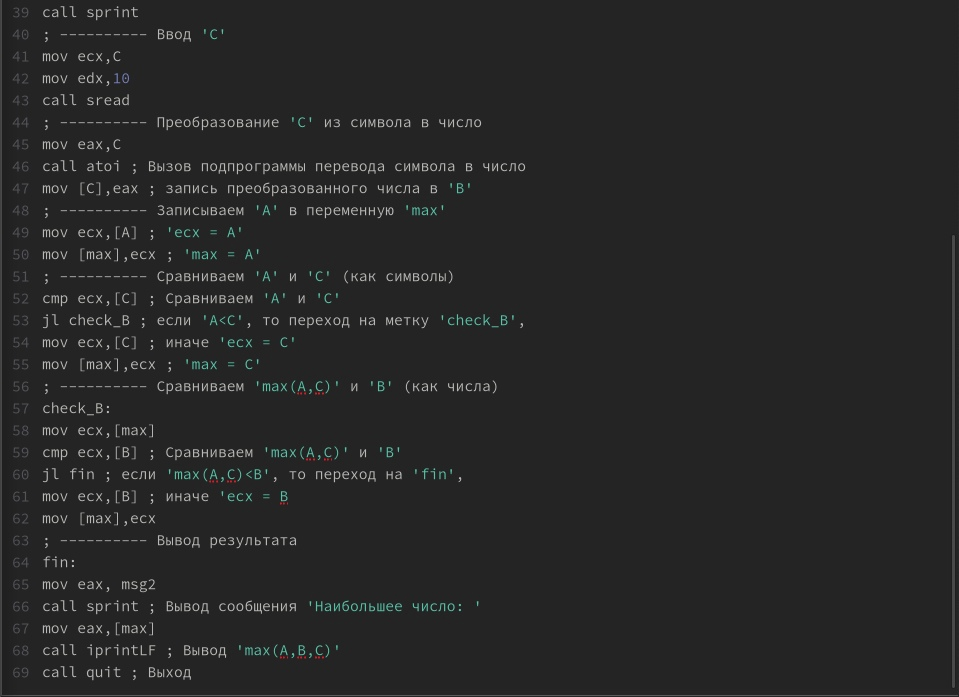 39 call sprint
40 ; ---------- Ввод 'C'
41 mov ecx,C
42 mov edx,10
43 call sread
44 ; ---------- Преобразование 'C' из символа в число
45 mov eax,C
46 call atoi ; Вызов подпрограммы перевода символа в число
47 mov [C],eax ; запись преобразованного числа в 'B'
48 ; ---------- Записываем 'A' в переменную 'max'
49 mov ecx,[A] ; 'ecx = A'
50 mov [max],ecx ; 'max = A'
51 ; ---------- Сравниваем 'A' и 'C' (как символы)
52 cmp ecx,[C] ; Сравниваем 'A' и 'C'
53 jl check_B ; если 'A<C', то переход на метку 'check_B',
54 mov ecx,[C] ; иначе 'ecx = C'
55 mov [max],ecx ; 'max = C'
56 ; ---------- Сравниваем 'max(A,C)' и 'B' (как числа)
57 check_B:
58 mov ecx,[max]
59 cmp ecx,[B] ; Сравниваем 'max(A,C)' и 'B'
60 jl fin ; если 'max(A,C)<B', то переход на 'fin',
61 mov ecx,[B] ; иначе 'ecx = B
62 mov [max],ecx
63 ; ---------- Вывод результата
64 fin:
65 mov eax, msg2
66 call sprint ; Вывод сообщения 'Наибольшее число: '
67 mov eax,[max]
68 call iprintLF ; Вывод 'max(A,B,C)'
69 call quit ; Выход